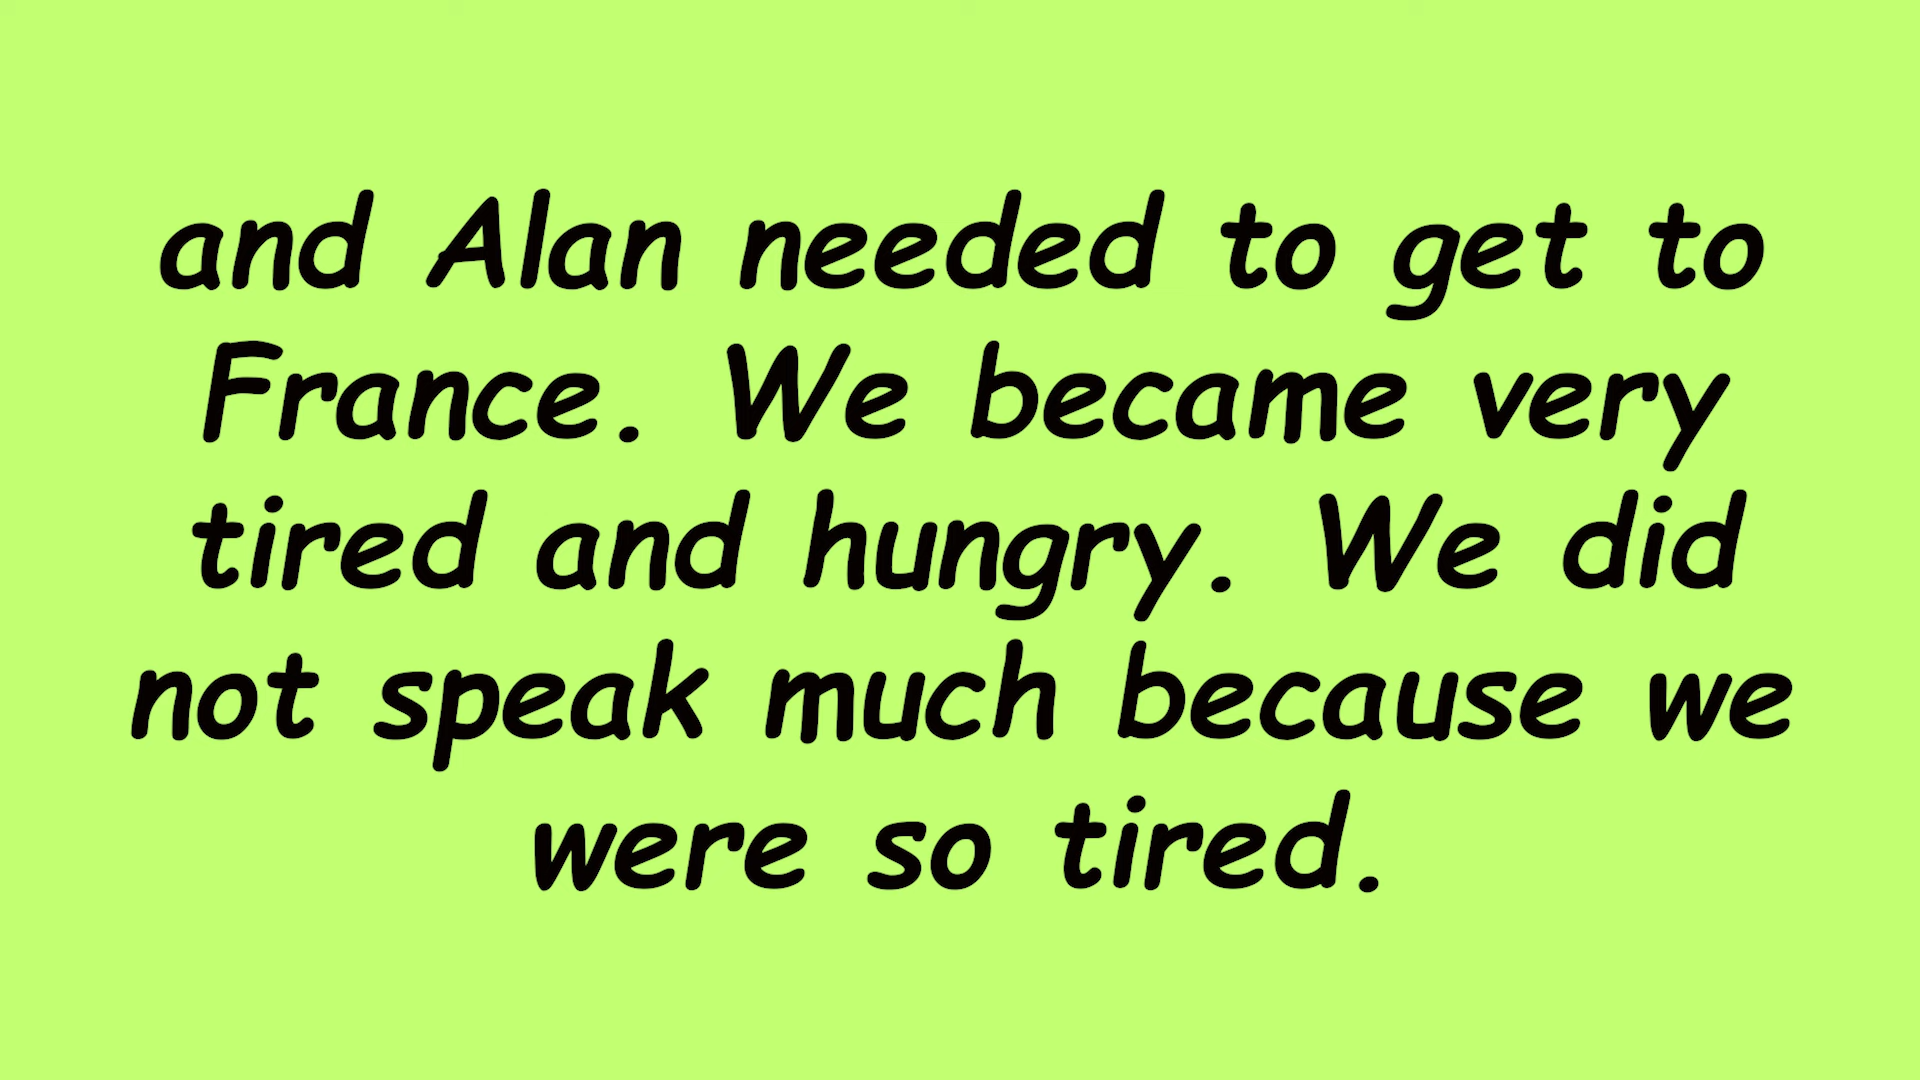 and Alan needed to get to
France. We became very
tired and hungry. We did
not speak much because we
were so tired.